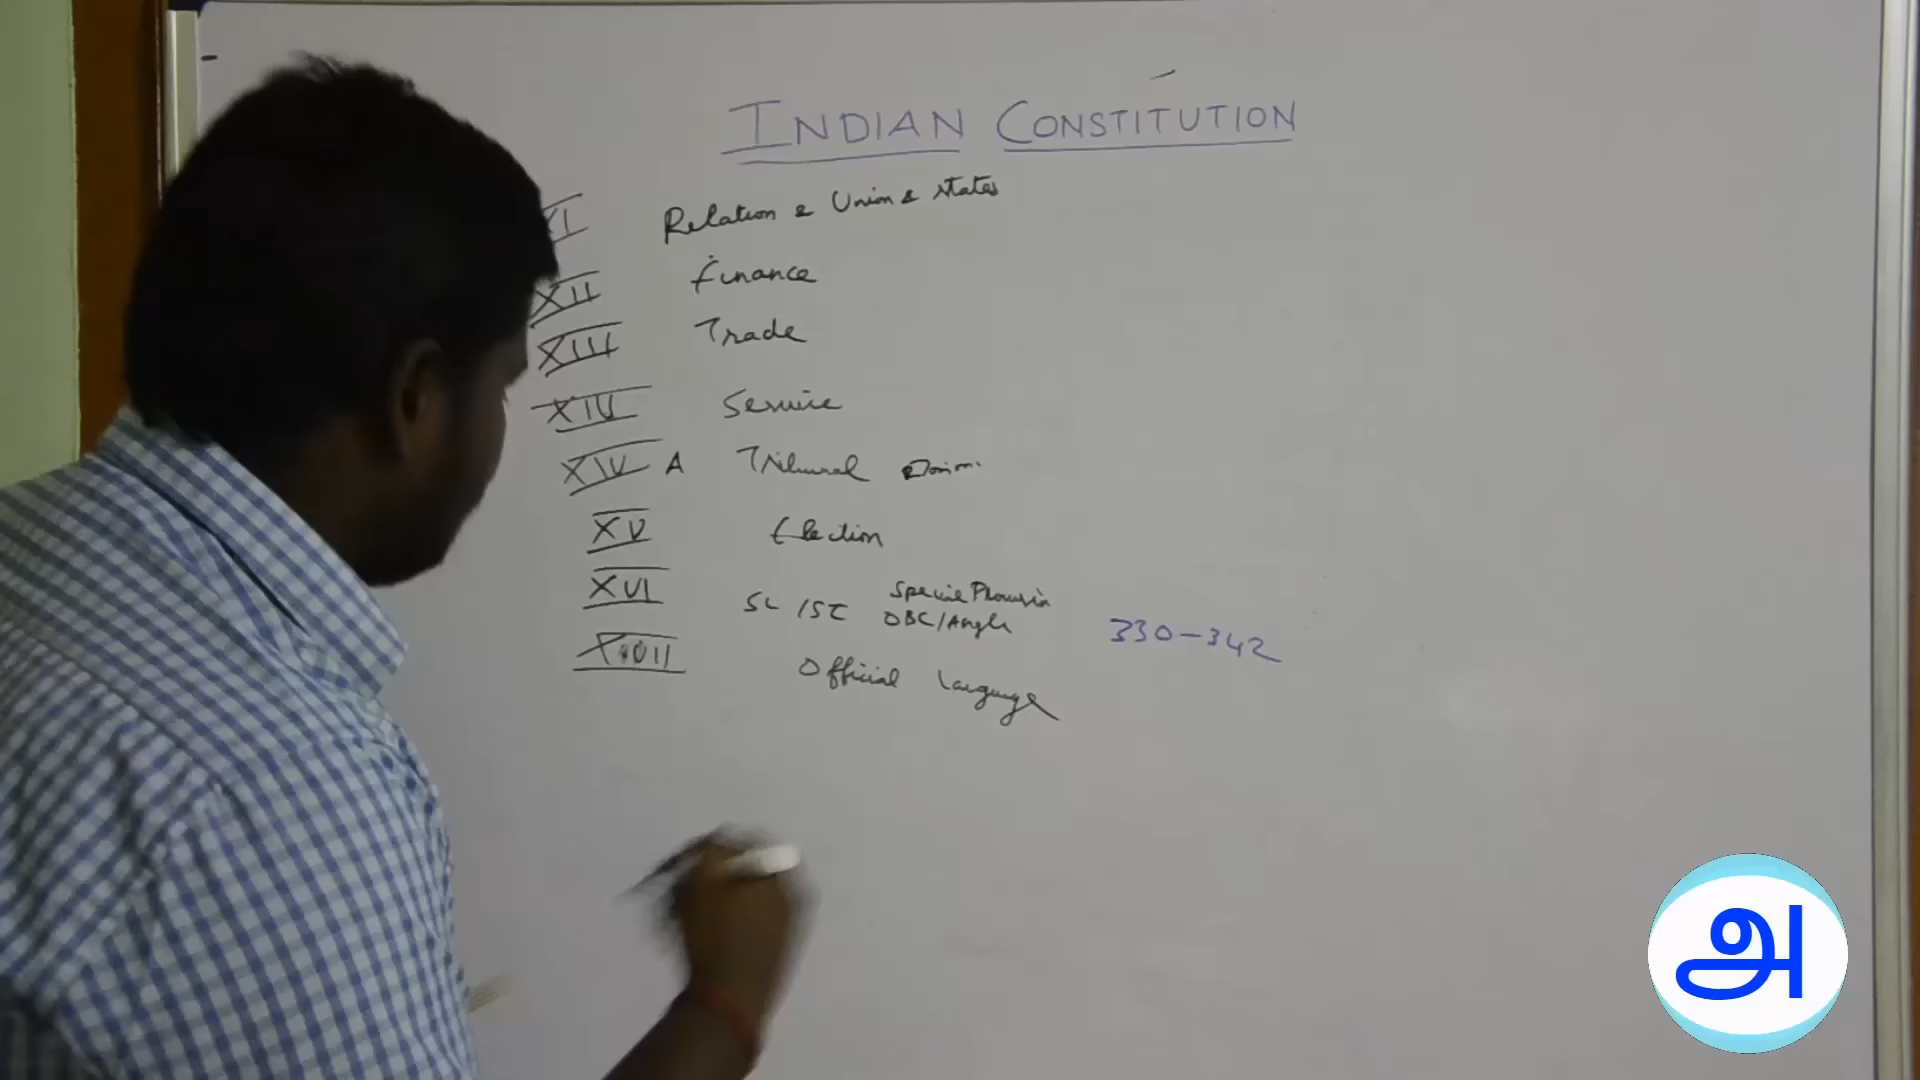 INDIAN CONSTITUTION
XI Relation & Union & States
XII Finance
XIII Trade
XIV Service
XIV A Tribunal
XV Election
XVI SC / ST Special Provision OBC/Anglo 330-342
XVII Official Language
அ